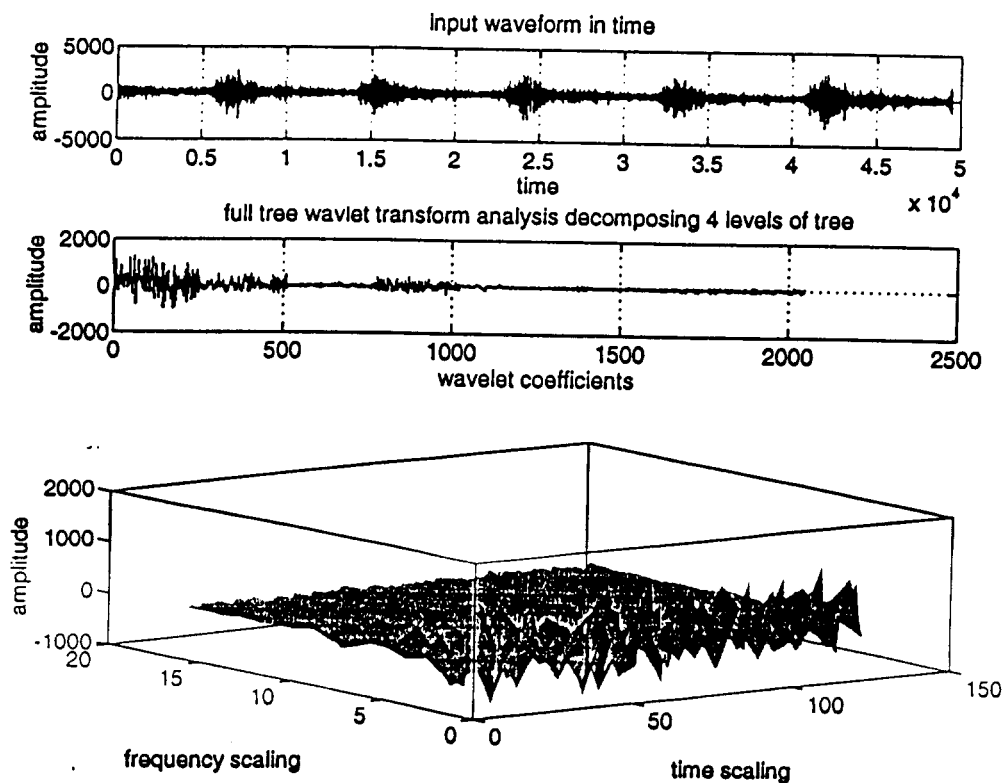 input waveform in time
5000
0
-5000
amplitude
0 0.5 1 1.5 2 2.5 3 3.5 4 4.5 5
time
x 10^4
full tree wavlet transform analysis decomposing 4 levels of tree
2000
0
-2000
amplitude
0 500 1000 1500 2000 2500
wavelet coefficients
2000
1000
0
-1000
amplitude
20 15 10 5 0
0 50 100 150
frequency scaling
time scaling